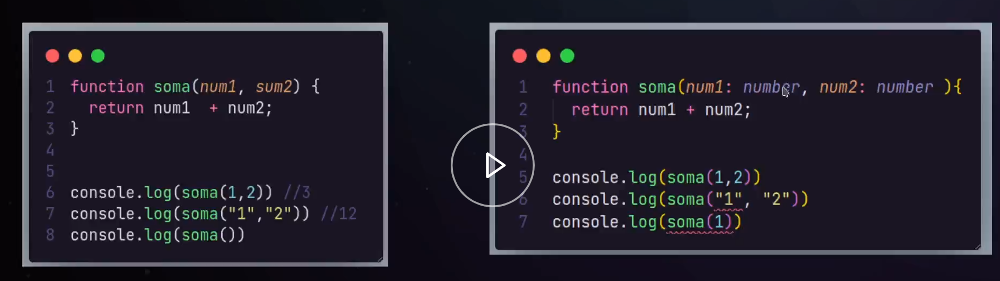 1 function soma(num1, sum2) {
2   return num1  + num2;
3 }
4
5
6 console.log(soma(1,2)) //3
7 console.log(soma("1","2")) //12
8 console.log(soma())
1 function soma(num1: number, num2: number ){
2   return num1 + num2;
3 }
4
5 console.log(soma(1,2))
6 console.log(soma("1", "2"))
7 console.log(soma(1))